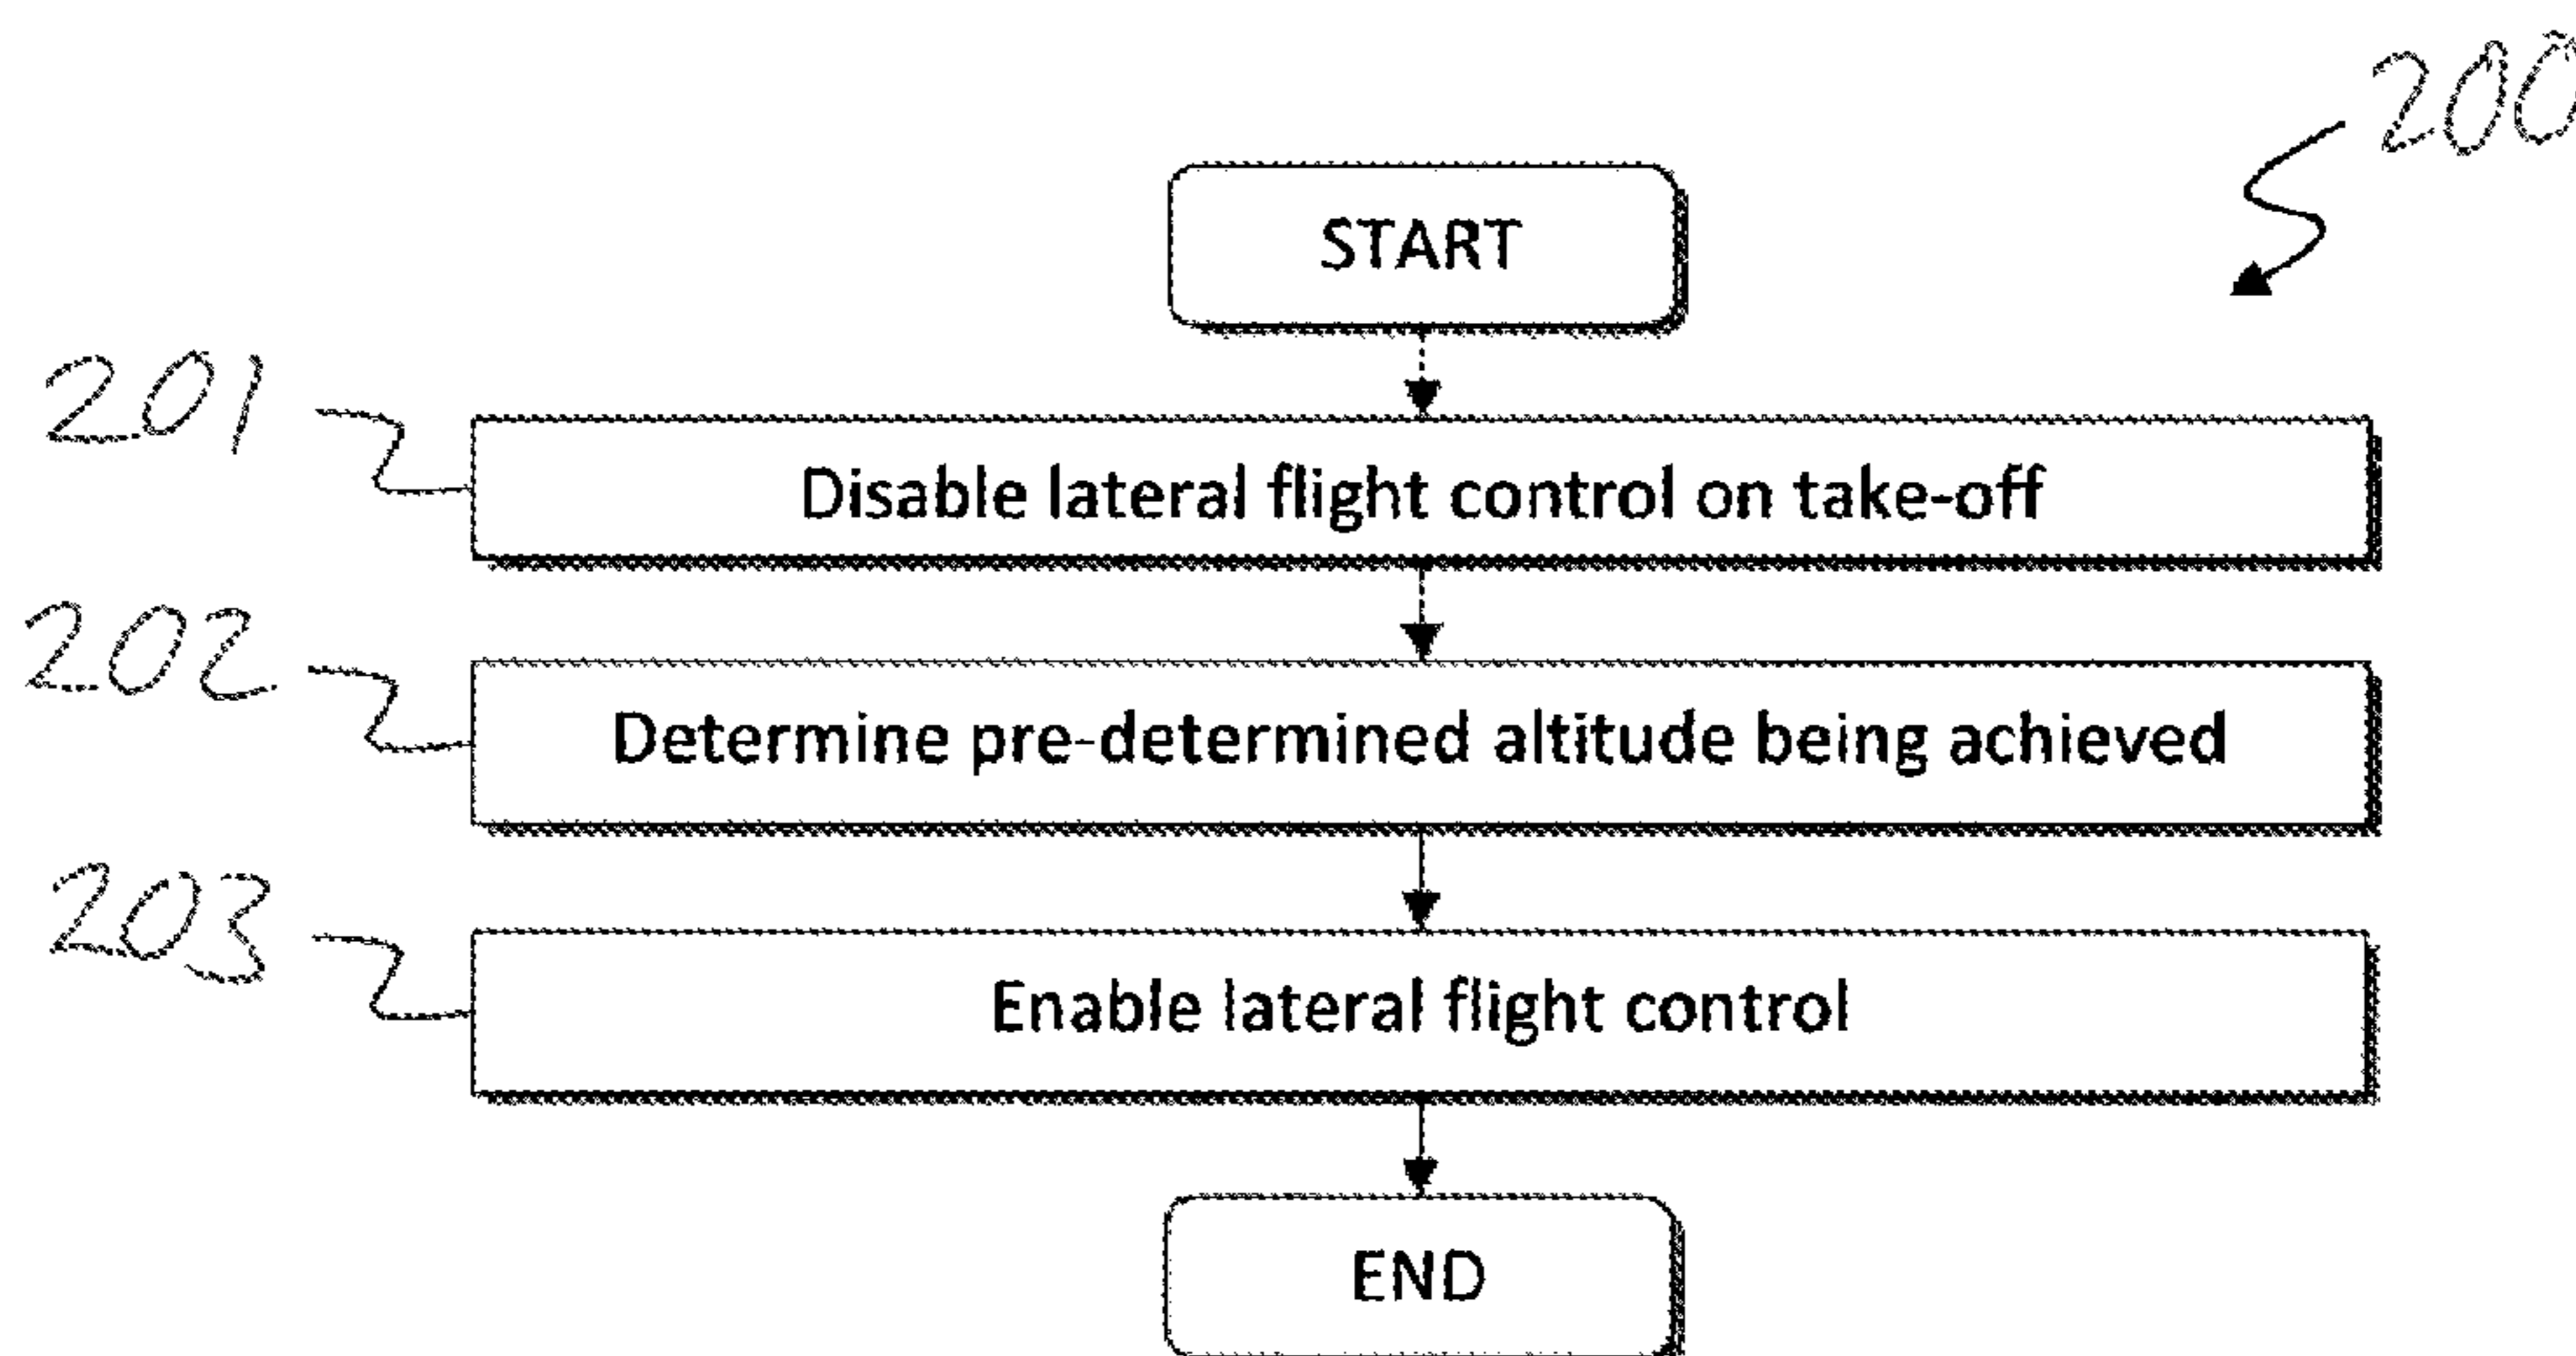 200
START
201
Disable lateral flight control on take-off
202
Determine pre-determined altitude being achieved
203
Enable lateral flight control
END